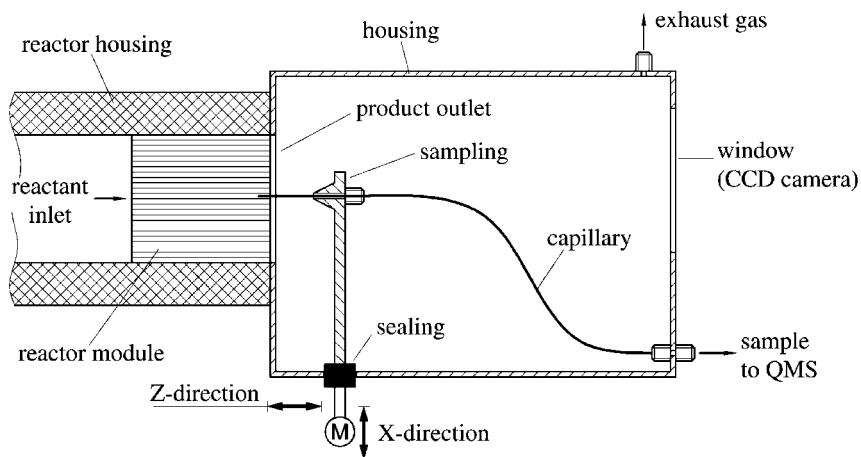 exhaust gas
housing
reactor housing
product outlet
sampling
window
(CCD camera)
reactant
inlet
capillary
sealing
reactor module
sample
to QMS
Z-direction
M
X-direction